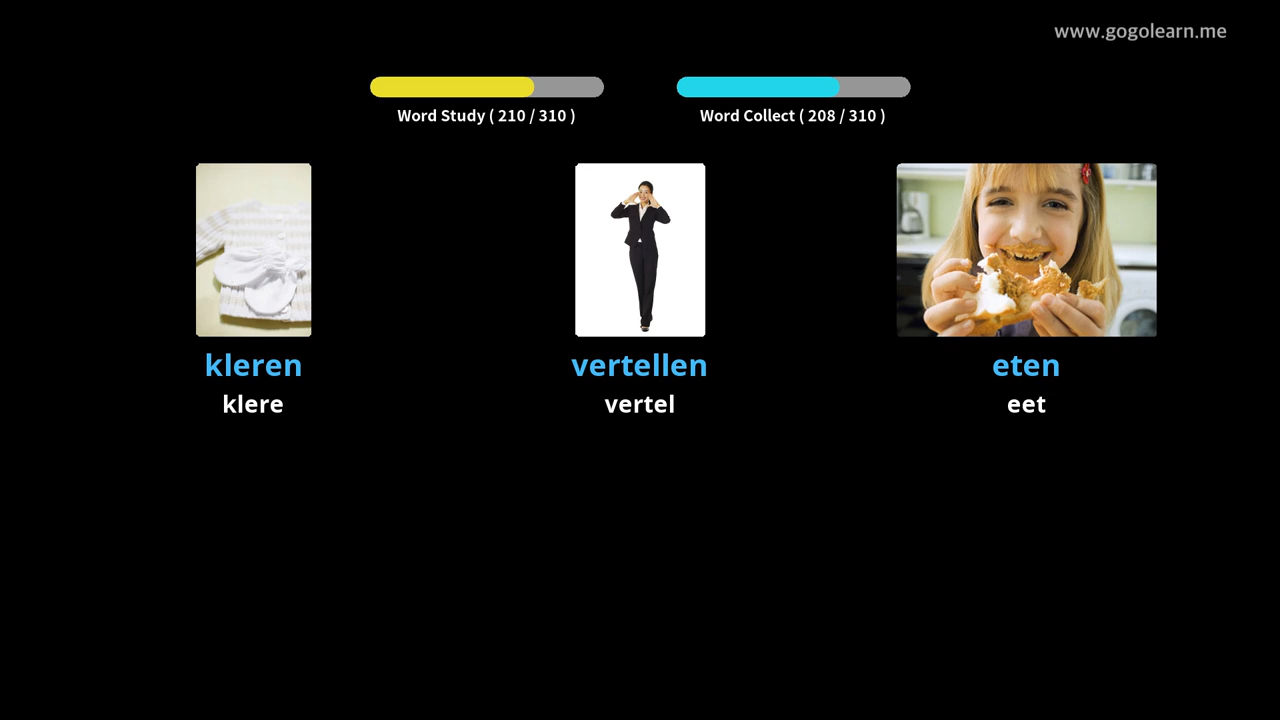 www.gogolearn.me
Word Study ( 210 / 310 )
Word Collect ( 208 / 310 )
kleren
vertellen
eten
klere
vertel
eet